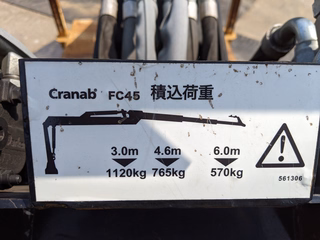 Cranab FC45 積込荷重
3.0m 4.6m 6.0m
1120kg 765kg 570kg
561306